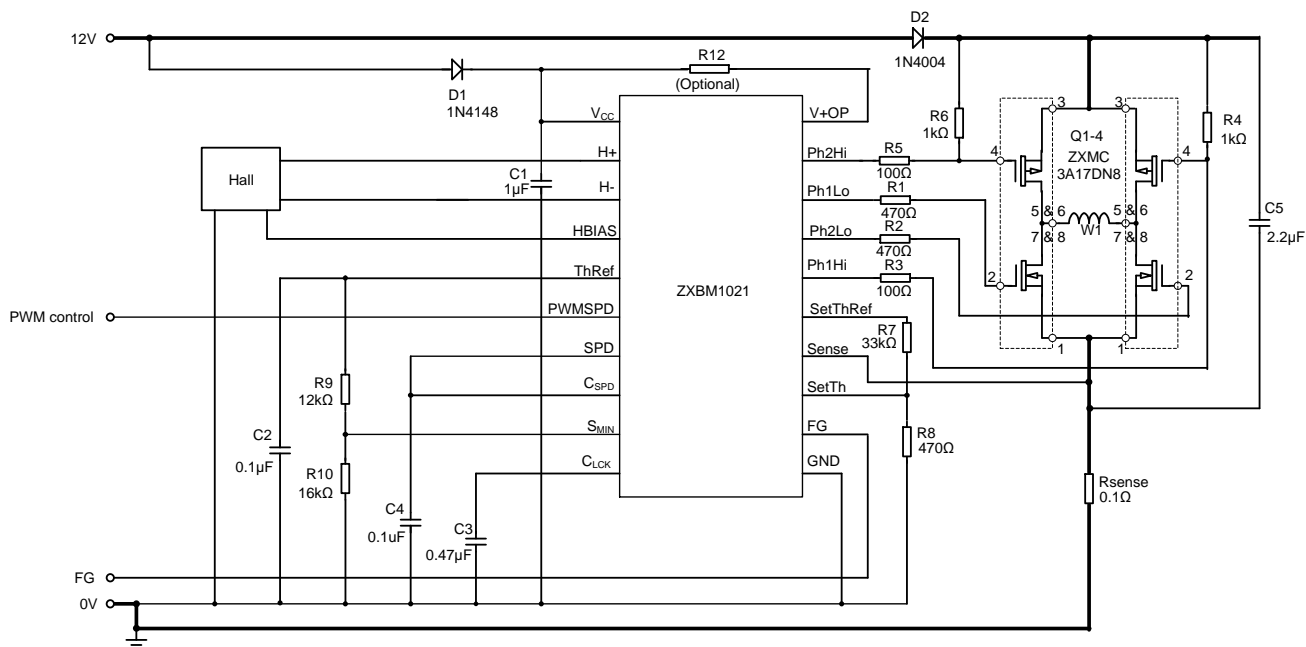 12V
D2
1N4004
D1
1N4148
R12
(Optional)
VCC
H+
H-
HBIAS
ThRef
PWMSPD
SPD
CSPD
SMIN
CLCK
ZXBM1021
V+OP
Ph2Hi
Ph1Lo
Ph2Lo
Ph1Hi
SetThRef
Sense
SetTh
FG
GND
Hall
C1
1µF
R5
100Ω
R1
470Ω
R2
470Ω
R3
100Ω
R6
1kΩ
R4
1kΩ
3
3
Q1-4
ZXMC
3A17DN8
4
4
5 & 6
5 & 6
W1
7 & 8
7 & 8
2
2
1
1
C5
2.2µF
PWM control
R7
33kΩ
R8
470Ω
R9
12kΩ
R10
16kΩ
C2
0.1µF
C4
0.1uF
C3
0.47µF
Rsense
0.1Ω
FG
0V